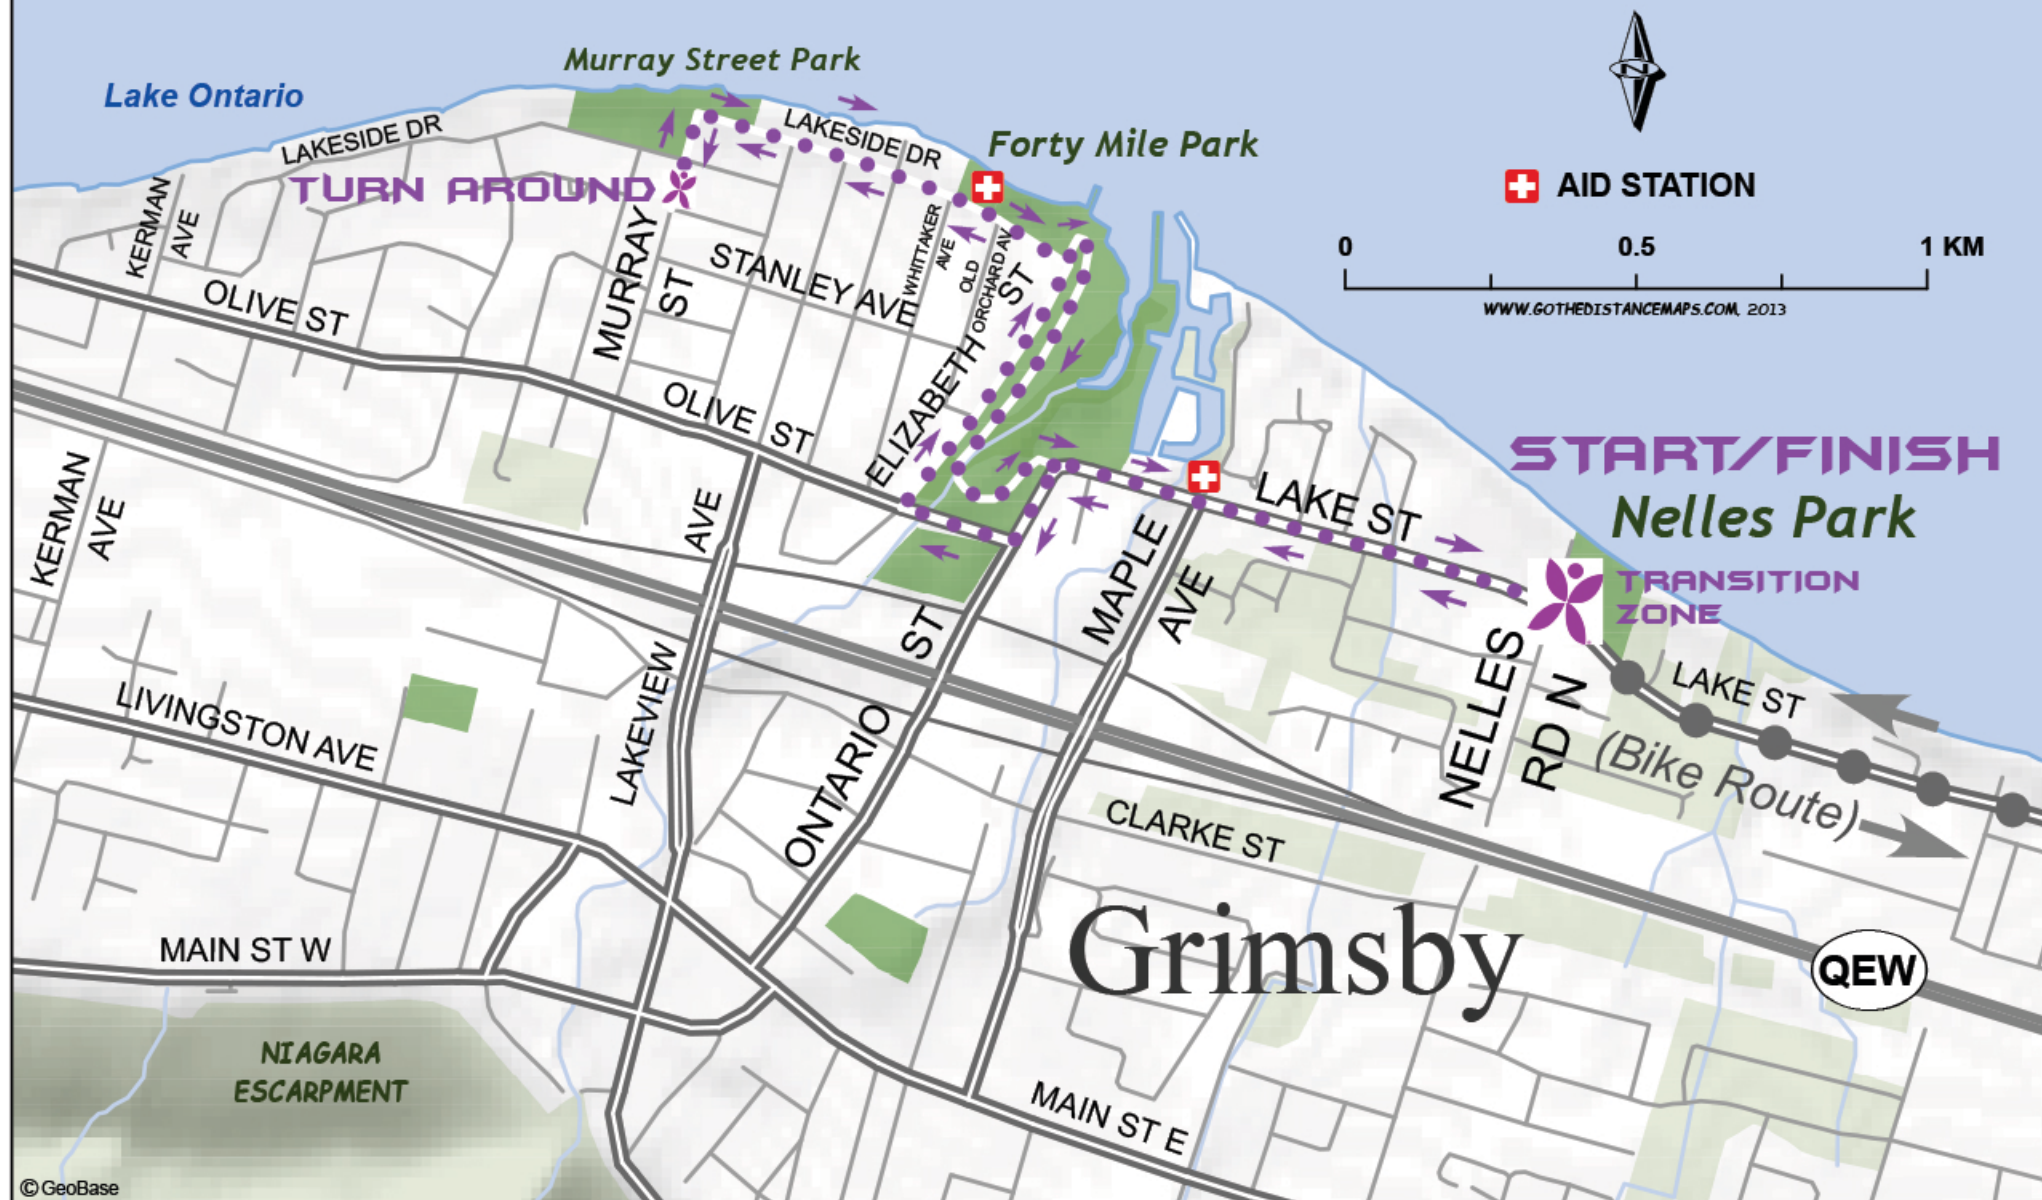 Murray Street Park
Lake Ontario
LAKESIDE DR
LAKESIDE DR
Forty Mile Park
N
AID STATION
TURN AROUND
KERMAN
AVE
MURRAY
ST
STANLEY AVE
WHITTAKER
AVE
OLD
ORCHARD AV
ELIZABETH ST
0 0.5 1 KM
WWW.GOTHEDISTANCEMAPS.COM, 2013
OLIVE ST
OLIVE ST
START/FINISH
Nelles Park
TRANSITION
ZONE
LAKE ST
KERMAN
AVE
LAKEVIEW
AVE
ONTARIO
ST
MAPLE
AVE
NELLES
RD N
LAKE ST
(Bike Route)
LIVINGSTON AVE
CLARKE ST
Grimsby
QEW
MAIN ST W
NIAGARA
ESCARPMENT
MAIN ST E
© GeoBase